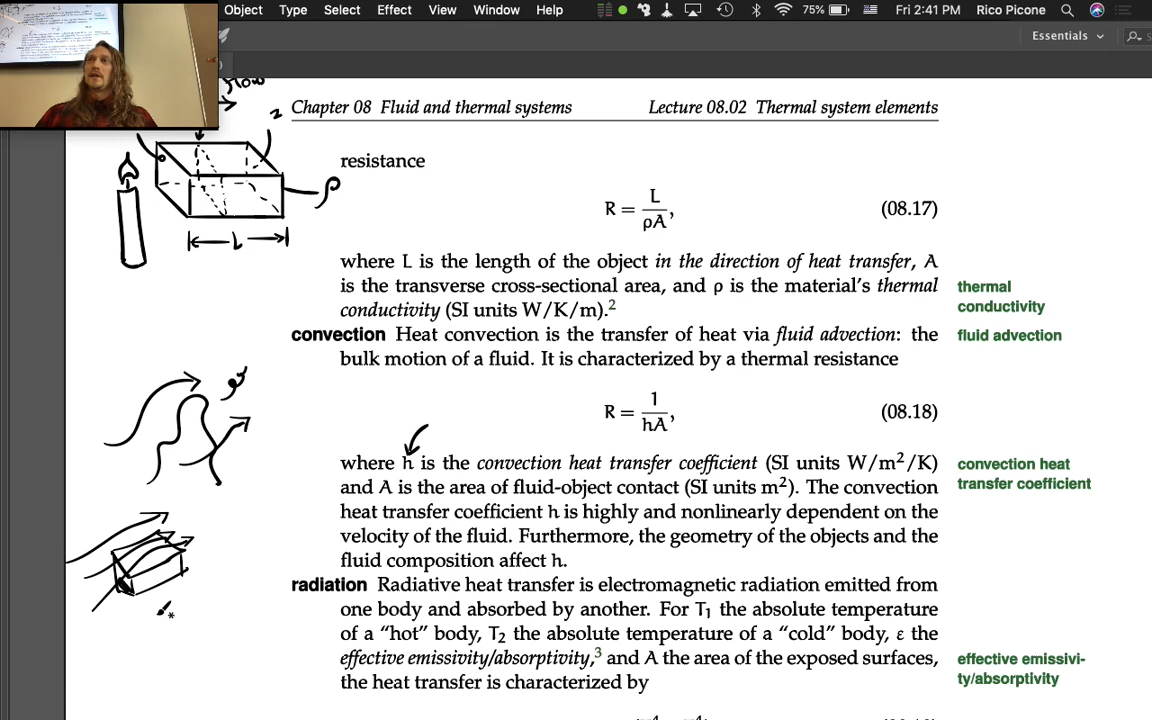 Object Type Select Effect View Window Help 75% Fri 2:41 PM Rico Picone
Essentials
flow
Chapter 08 Fluid and thermal systems Lecture 08.02 Thermal system elements
2
ρ
L
resistance
R = L/ρA, (08.17)
where L is the length of the object in the direction of heat transfer, A
is the transverse cross-sectional area, and ρ is the material's thermal
conductivity (SI units W/K/m).2
thermal
conductivity
convection Heat convection is the transfer of heat via fluid advection: the
bulk motion of a fluid. It is characterized by a thermal resistance
fluid advection
R = 1/hA, (08.18)
where h is the convection heat transfer coefficient (SI units W/m²/K)
and A is the area of fluid-object contact (SI units m²). The convection
heat transfer coefficient h is highly and nonlinearly dependent on the
velocity of the fluid. Furthermore, the geometry of the objects and the
fluid composition affect h.
convection heat
transfer coefficient
radiation Radiative heat transfer is electromagnetic radiation emitted from
one body and absorbed by another. For T₁ the absolute temperature
of a "hot" body, T₂ the absolute temperature of a "cold" body, ε the
effective emissivity/absorptivity,3 and A the area of the exposed surfaces,
the heat transfer is characterized by
effective emissivi-
ty/absorptivity